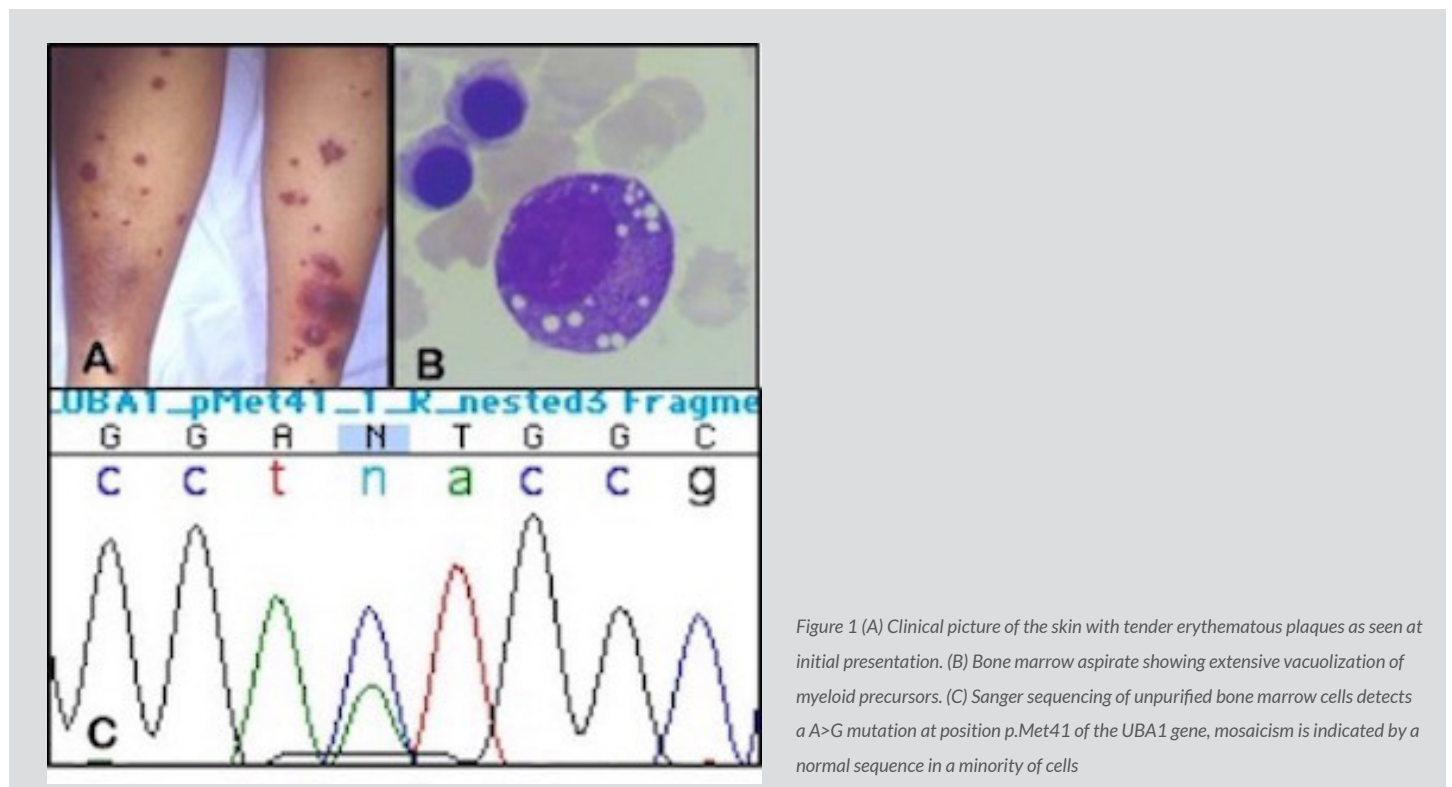 A
B
_UBA1_pMet41_1_R_nested3 Fragme
G G A N T G G C
c c t n a c c g
C
Figure 1 (A) Clinical picture of the skin with tender erythematous plaques as seen at
initial presentation. (B) Bone marrow aspirate showing extensive vacuolization of
myeloid precursors. (C) Sanger sequencing of unpurified bone marrow cells detects
a A>G mutation at position p.Met41 of the UBA1 gene, mosaicism is indicated by a
normal sequence in a minority of cells